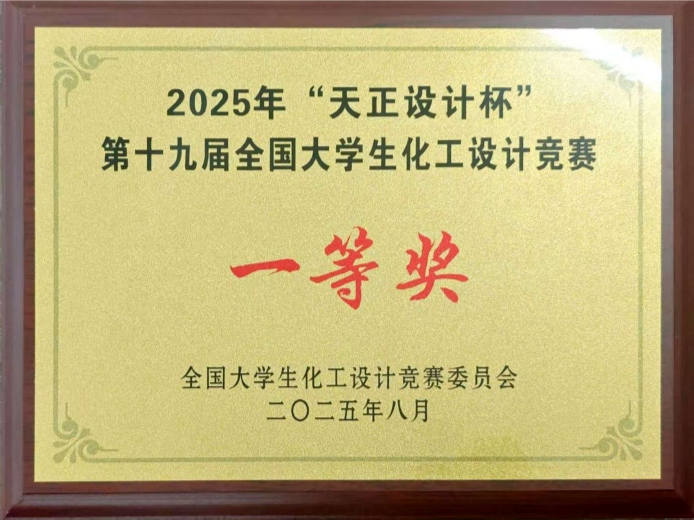 2025年“天正设计杯”
第十九届全国大学生化工设计竞赛
一等奖
全国大学生化工设计竞赛委员会
二〇二五年八月